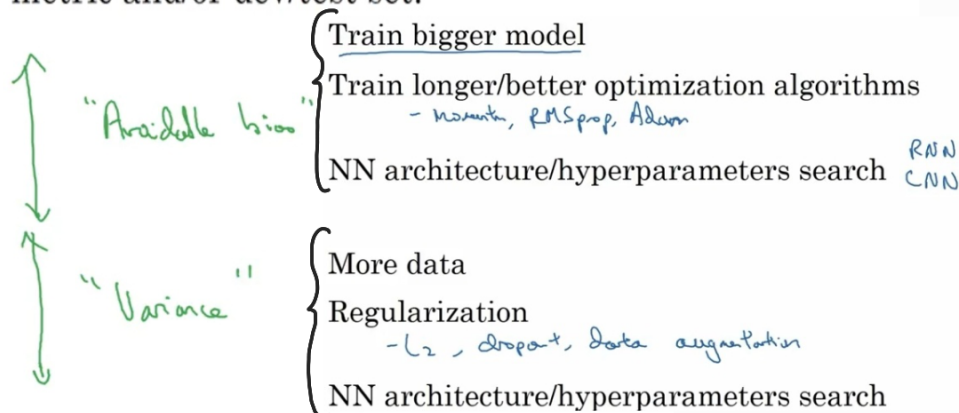 metric and/or dev/test set.
Train bigger model
Train longer/better optimization algorithms
"Avoidable bias"
- Momentum, RMSprop, Adam
RNN
NN architecture/hyperparameters search
CNN
More data
"Variance"
Regularization
- L2, dropout, data augmentation
NN architecture/hyperparameters search